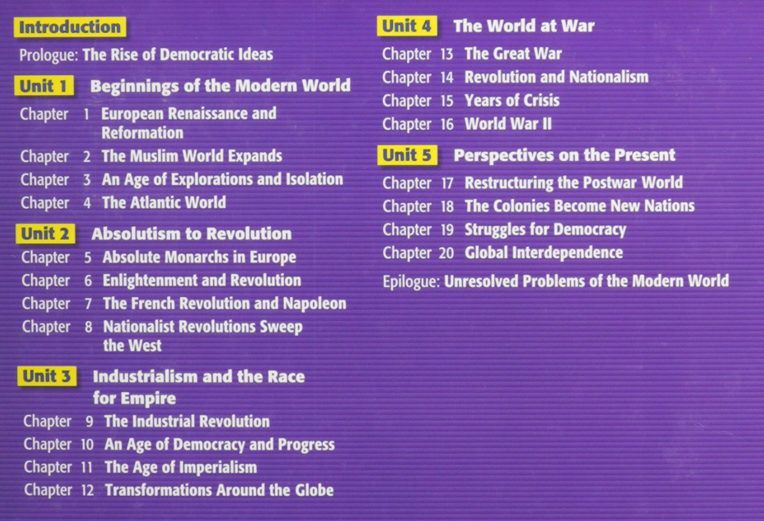 Introduction
Prologue: The Rise of Democratic Ideas
Unit 1 Beginnings of the Modern World
Chapter 1 European Renaissance and
Reformation
Chapter 2 The Muslim World Expands
Chapter 3 An Age of Explorations and Isolation
Chapter 4 The Atlantic World
Unit 2 Absolutism to Revolution
Chapter 5 Absolute Monarchs in Europe
Chapter 6 Enlightenment and Revolution
Chapter 7 The French Revolution and Napoleon
Chapter 8 Nationalist Revolutions Sweep
the West
Unit 3 Industrialism and the Race
for Empire
Chapter 9 The Industrial Revolution
Chapter 10 An Age of Democracy and Progress
Chapter 11 The Age of Imperialism
Chapter 12 Transformations Around the Globe
Unit 4 The World at War
Chapter 13 The Great War
Chapter 14 Revolution and Nationalism
Chapter 15 Years of Crisis
Chapter 16 World War II
Unit 5 Perspectives on the Present
Chapter 17 Restructuring the Postwar World
Chapter 18 The Colonies Become New Nations
Chapter 19 Struggles for Democracy
Chapter 20 Global Interdependence
Epilogue: Unresolved Problems of the Modern World